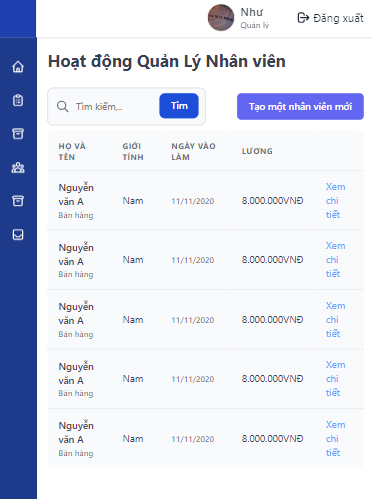 Như
Quản lý
Đăng xuất
Hoạt động Quản Lý Nhân viên
Tìm kiếm,..
Tìm
Tạo một nhân viên mới
HỌ VÀ TÊN GIỚI TÍNH NGÀY VÀO LÀM LƯƠNG
Nguyễn văn A
Bán hàng
Nam
11/11/2020
8.000.000VNĐ
Xem chi tiết
Nguyễn văn A
Bán hàng
Nam
11/11/2020
8.000.000VNĐ
Xem chi tiết
Nguyễn văn A
Bán hàng
Nam
11/11/2020
8.000.000VNĐ
Xem chi tiết
Nguyễn văn A
Bán hàng
Nam
11/11/2020
8.000.000VNĐ
Xem chi tiết
Nguyễn văn A
Bán hàng
Nam
11/11/2020
8.000.000VNĐ
Xem chi tiết